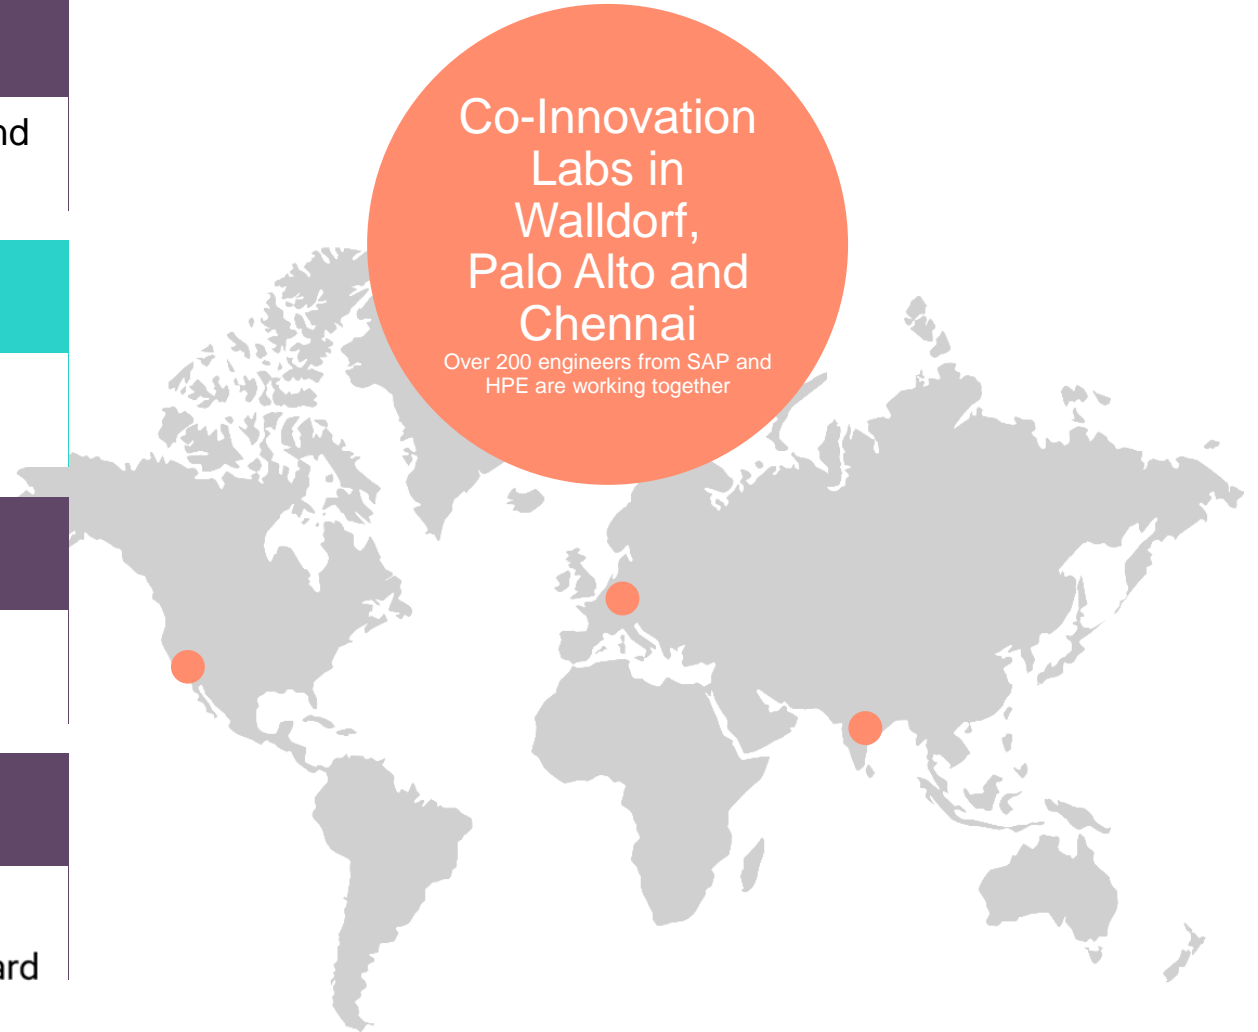 nd
Co-Innovation
Labs in
Walldorf,
Palo Alto and
Chennai
Over 200 engineers from SAP and
HPE are working together
ard